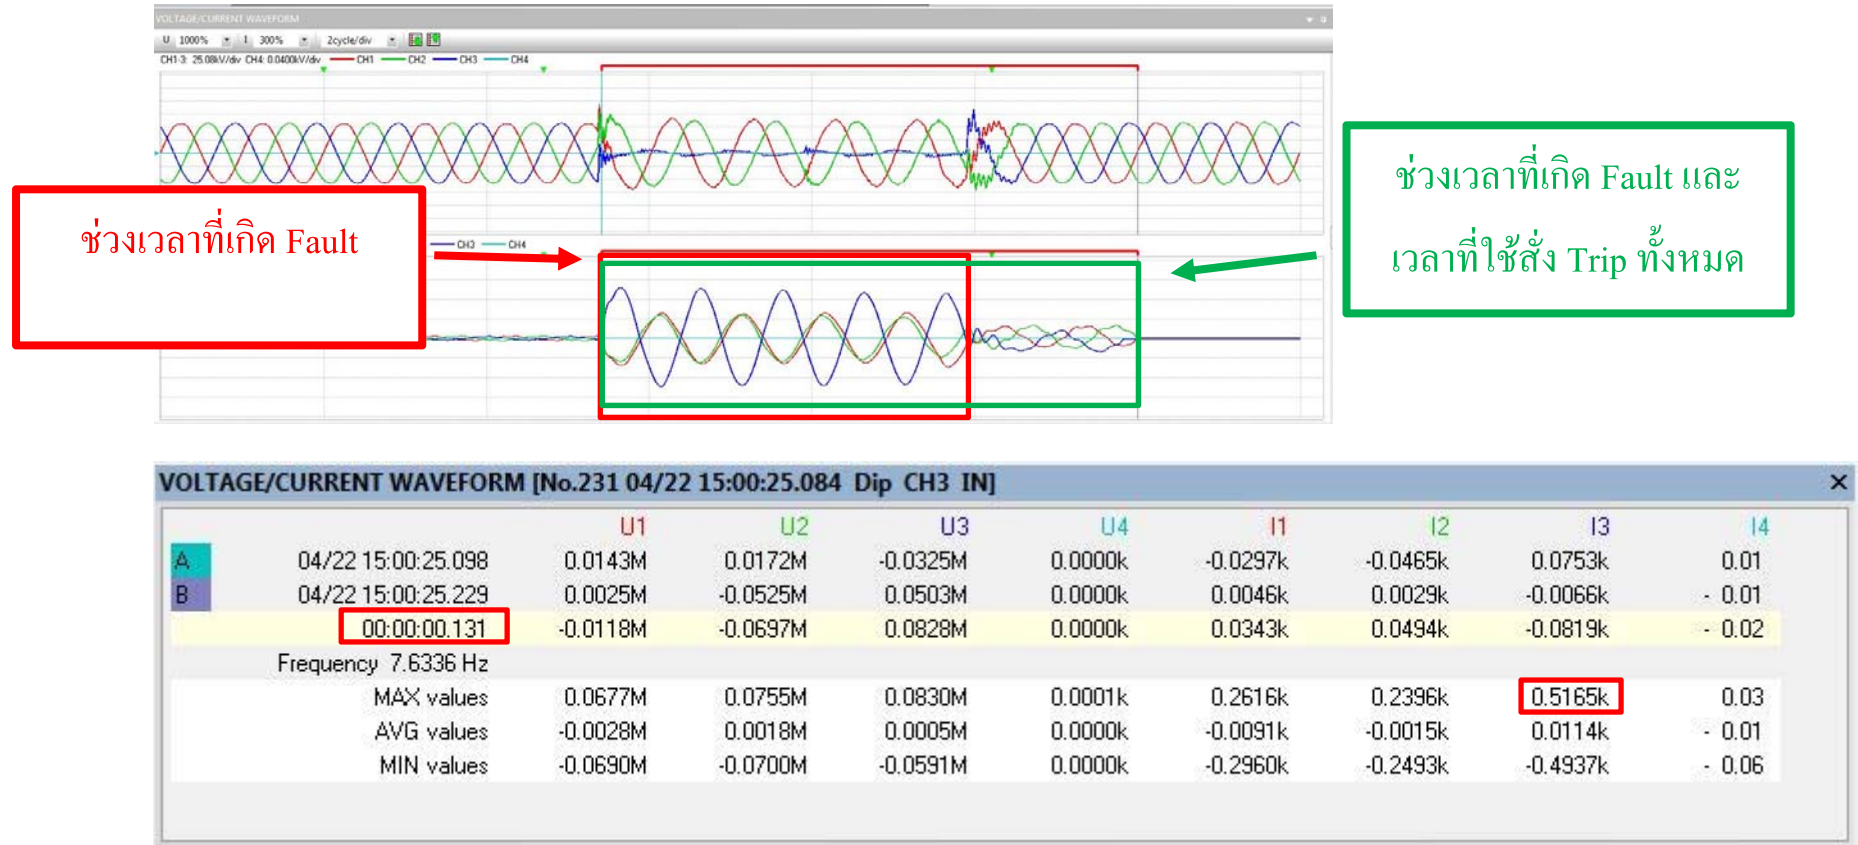 VOLTAGE/CURRENT WAVEFORM
U 1000% I 300% 2cycle/div
CH1-3: 25.08kV/div CH4: 0.0400kV/div CH1 CH2 CH3 CH4
ช่วงเวลาที่เกิด Fault
CH3 CH4
ช่วงเวลาที่เกิด Fault และ
เวลาที่ใช้สั่ง Trip ทั้งหมด
VOLTAGE/CURRENT WAVEFORM [No.231 04/22 15:00:25.084 Dip CH3 IN]
U1 U2 U3 U4 I1 I2 I3 I4
A 04/22 15:00:25.098 0.0143M 0.0172M -0.0325M 0.0000k -0.0297k -0.0465k 0.0753k 0.01
B 04/22 15:00:25.229 0.0025M -0.0525M 0.0503M 0.0000k 0.0046k 0.0029k -0.0066k - 0.01
00:00:00.131 -0.0118M -0.0697M 0.0828M 0.0000k 0.0343k 0.0494k -0.0819k - 0.02
Frequency 7.6336 Hz
MAX values 0.0677M 0.0755M 0.0830M 0.0001k 0.2616k 0.2396k 0.5165k 0.03
AVG values -0.0028M 0.0018M 0.0005M 0.0000k -0.0091k -0.0015k 0.0114k - 0.01
MIN values -0.0690M -0.0700M -0.0591M 0.0000k -0.2960k -0.2493k -0.4937k - 0.06